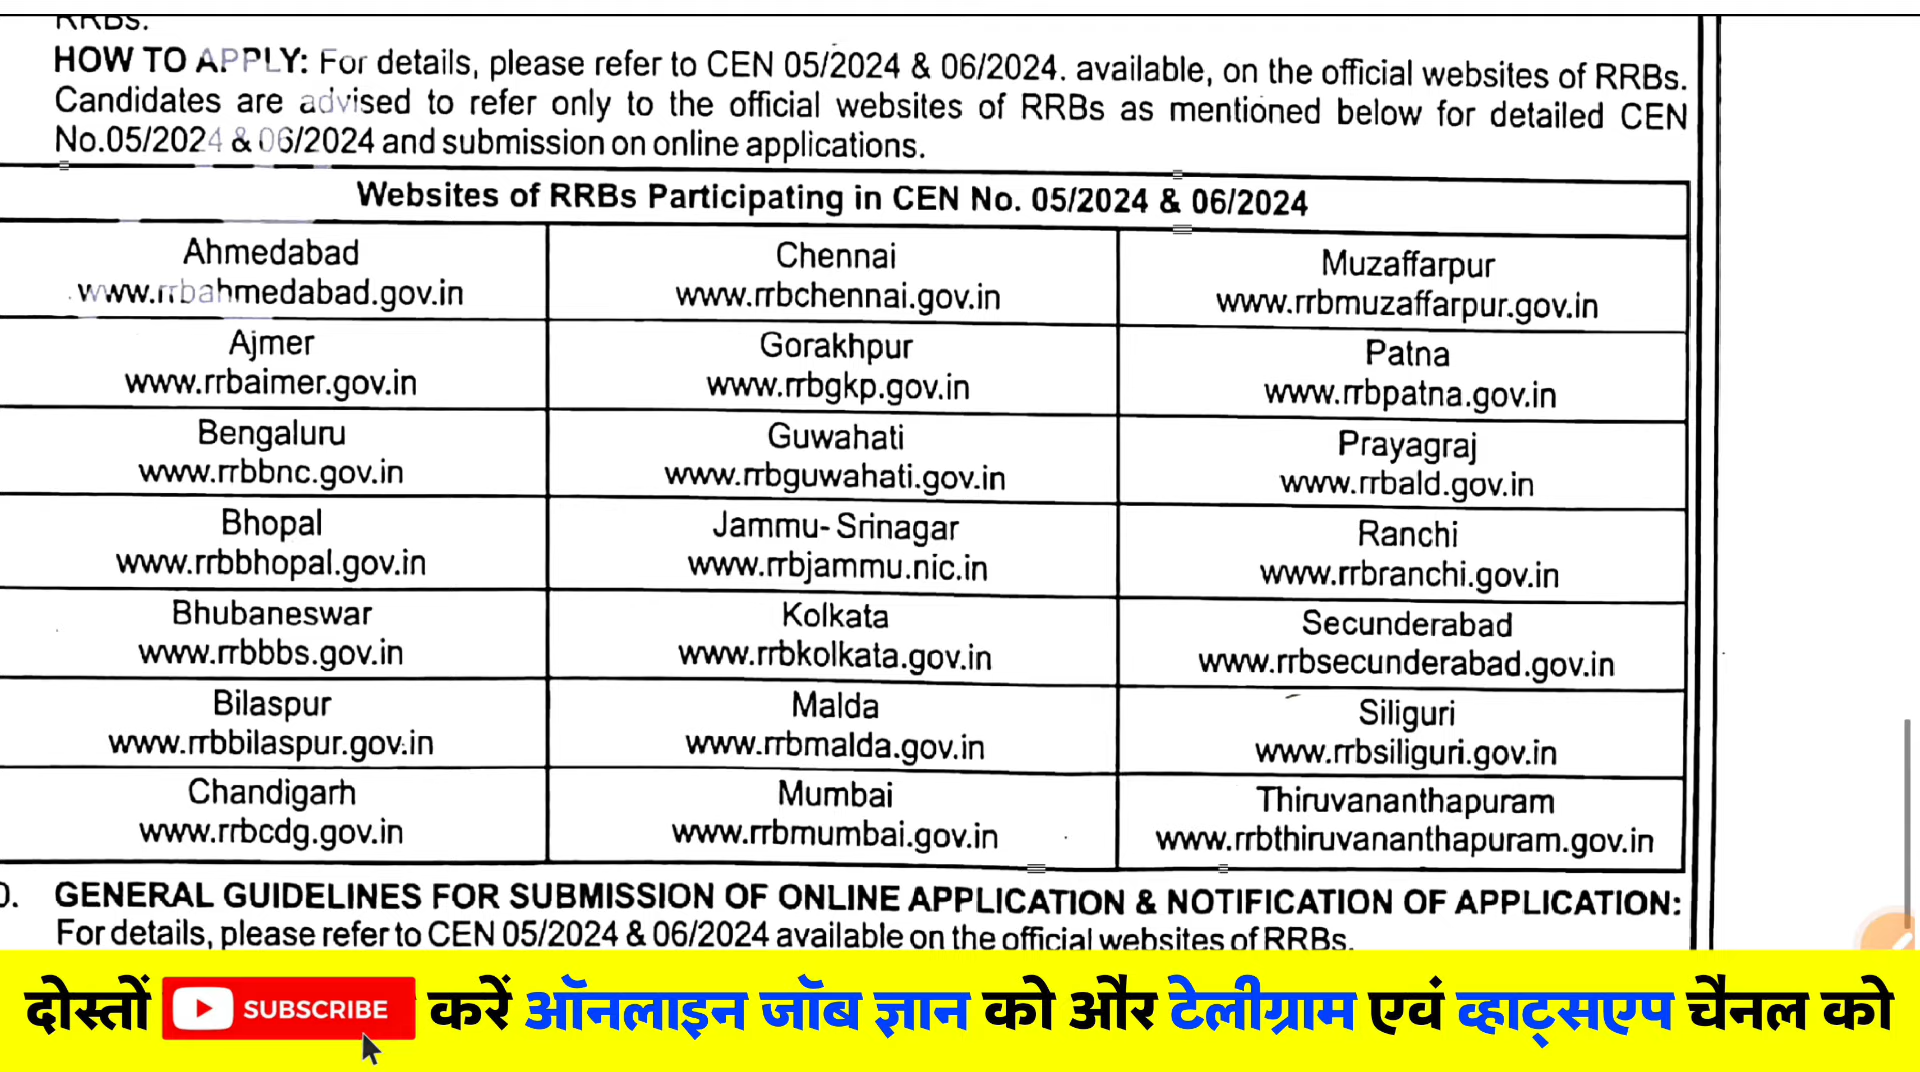 RRBs.
HOW TO APPLY: For details, please refer to CEN 05/2024 & 06/2024. available, on the official websites of RRBs.
Candidates are advised to refer only to the official websites of RRBs as mentioned below for detailed CEN
No.05/2024 & 06/2024 and submission on online applications.
Websites of RRBs Participating in CEN No. 05/2024 & 06/2024
Ahmedabad
www.rrbahmedabad.gov.in
Chennai
www.rrbchennai.gov.in
Muzaffarpur
www.rrbmuzaffarpur.gov.in
Ajmer
www.rrbaimer.gov.in
Gorakhpur
www.rrbgkp.gov.in
Patna
www.rrbpatna.gov.in
Bengaluru
www.rrbbnc.gov.in
Guwahati
www.rrbguwahati.gov.in
Prayagraj
www.rrbald.gov.in
Bhopal
www.rrbbhopal.gov.in
Jammu- Srinagar
www.rrbjammu.nic.in
Ranchi
www.rrbranchi.gov.in
Bhubaneswar
www.rrbbbs.gov.in
Kolkata
www.rrbkolkata.gov.in
Secunderabad
www.rrbsecunderabad.gov.in
Bilaspur
www.rrbbilaspur.gov.in
Malda
www.rrbmalda.gov.in
Siliguri
www.rrbsiliguri.gov.in
Chandigarh
www.rrbcdg.gov.in
Mumbai
www.rrbmumbai.gov.in
Thiruvananthapuram
www.rrbthiruvananthapuram.gov.in
0. GENERAL GUIDELINES FOR SUBMISSION OF ONLINE APPLICATION & NOTIFICATION OF APPLICATION:
For details, please refer to CEN 05/2024 & 06/2024 available on the official websites of RRBs.
दोस्तों SUBSCRIBE करें ऑनलाइन जॉब ज्ञान को और टेलीग्राम एवं व्हाट्सएप चैनल को